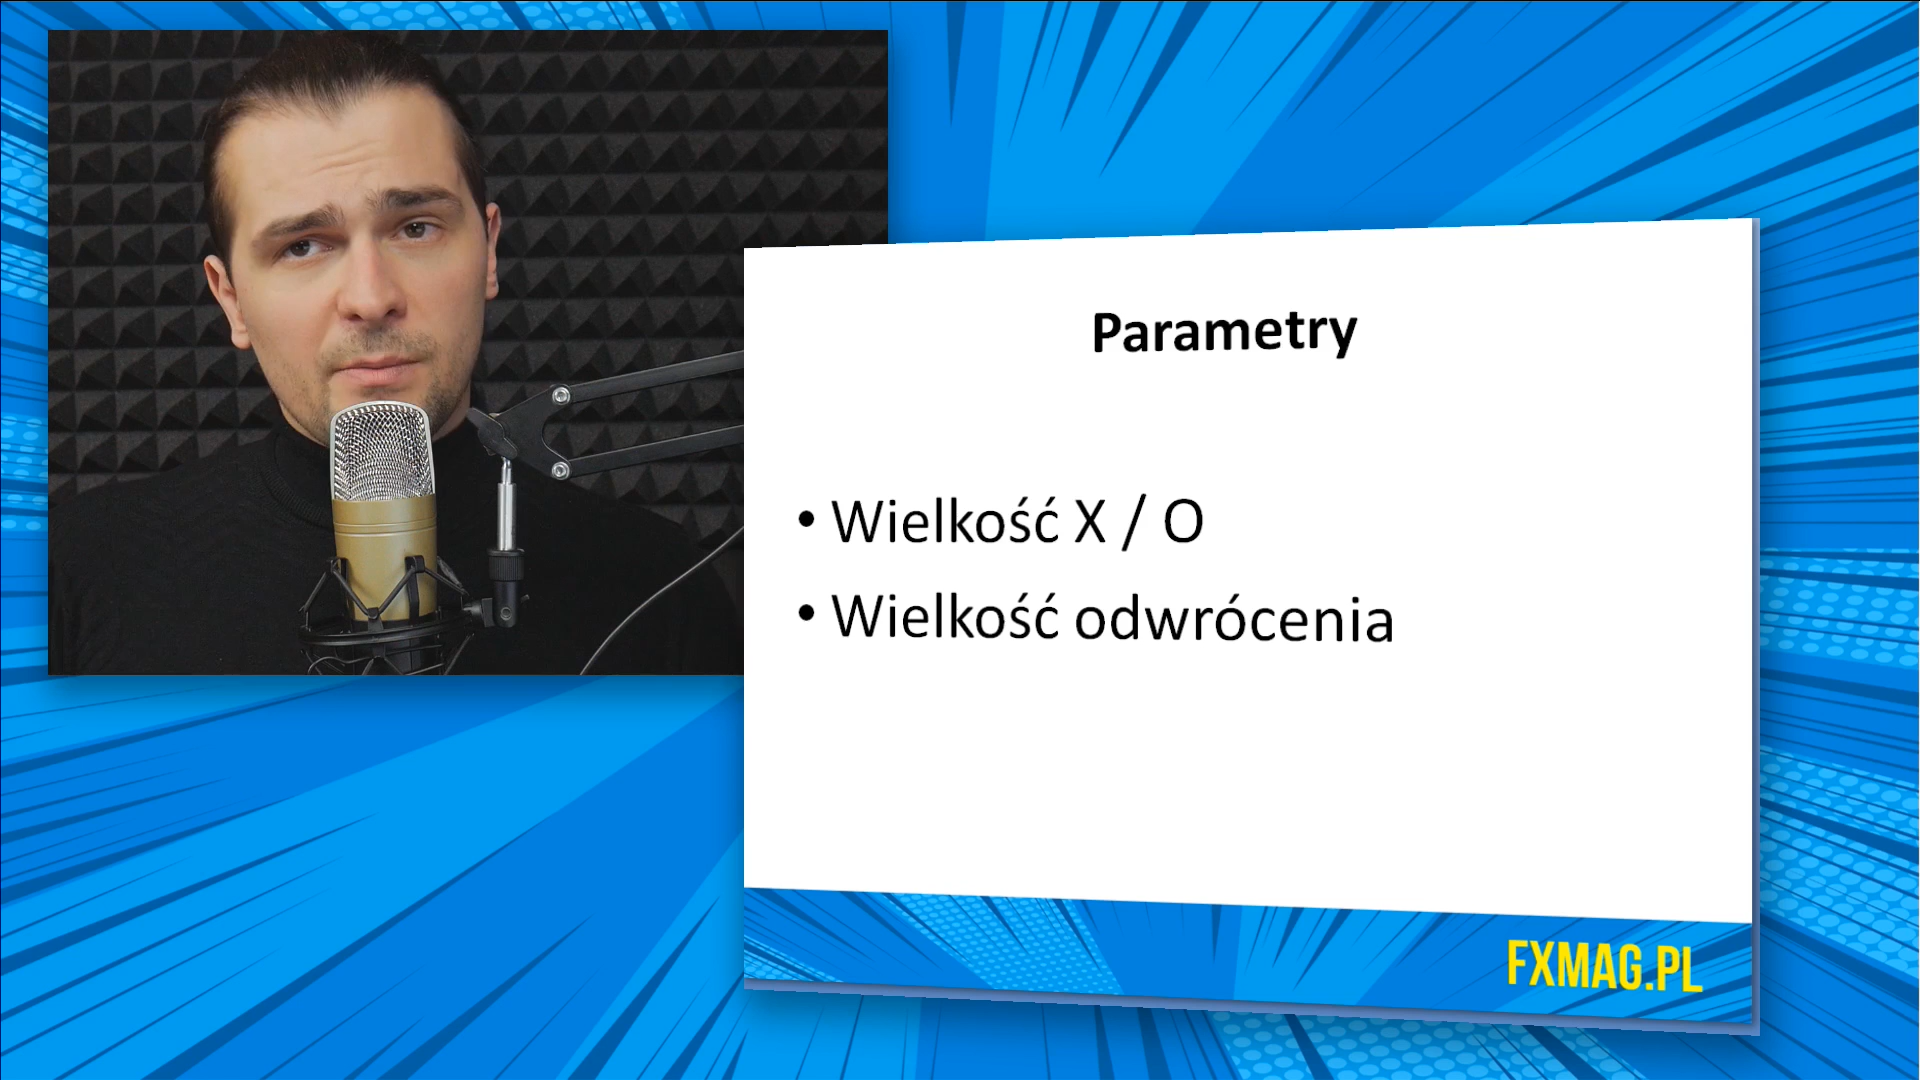 Parametry
• Wielkość X / O
• Wielkość odwrócenia
FXMAG.PL